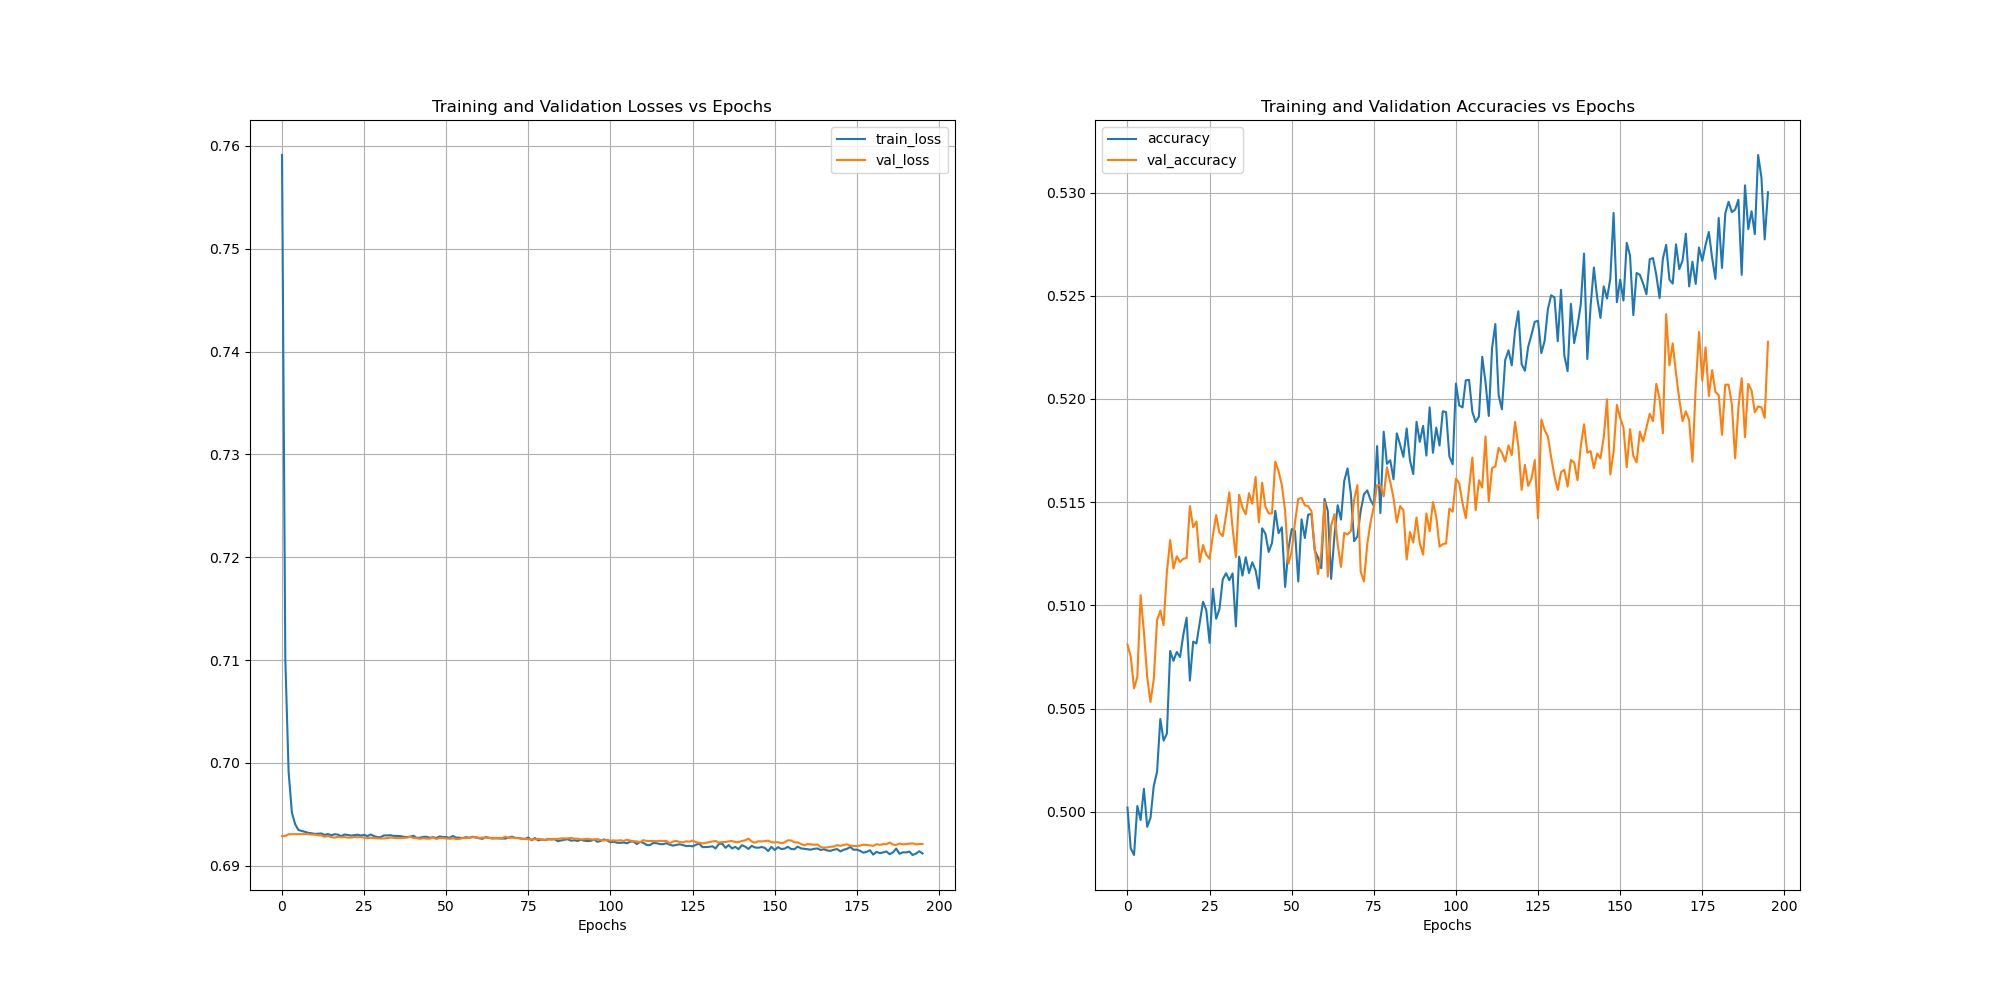 Training and Validation Losses vs Epochs
train_loss
val_loss
0.76
0.75
0.74
0.73
0.72
0.71
0.70
0.69
0 25 50 75 100 125 150 175 200
Epochs
Training and Validation Accuracies vs Epochs
accuracy
val_accuracy
0.530
0.525
0.520
0.515
0.510
0.505
0.500
0 25 50 75 100 125 150 175 200
Epochs